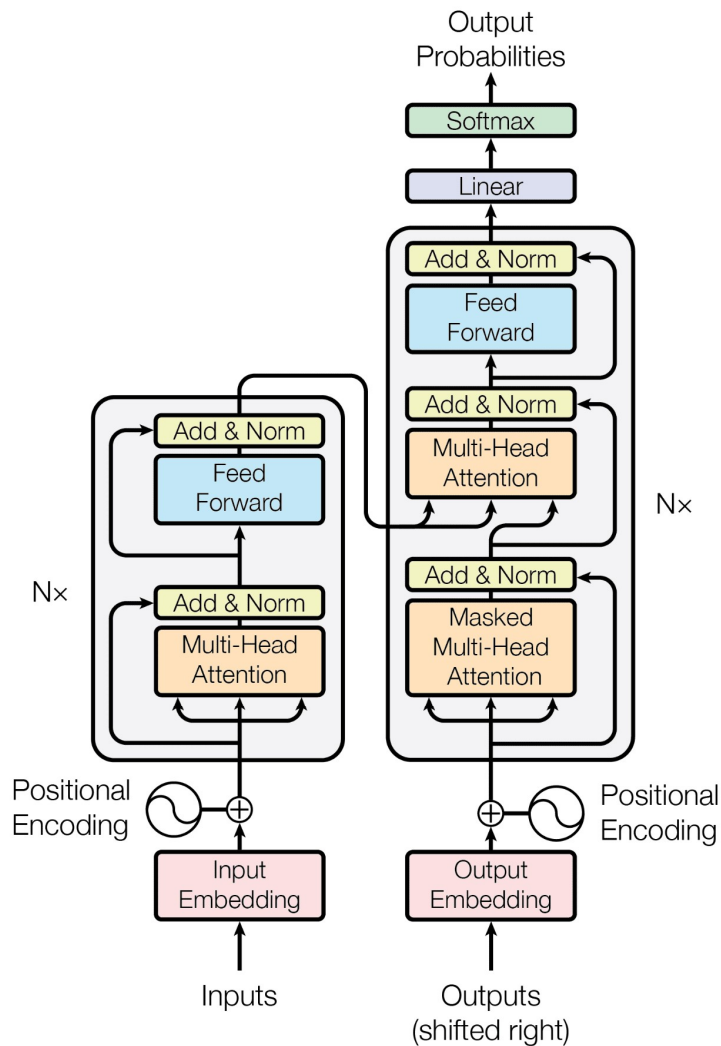 Output
Probabilities
Softmax
Linear
Add & Norm
Feed
Forward
Add & Norm
Multi-Head
Attention
Add & Norm
Masked
Multi-Head
Attention
N×
Add & Norm
Feed
Forward
Add & Norm
Multi-Head
Attention
N×
Positional
Encoding
Positional
Encoding
Input
Embedding
Output
Embedding
Inputs
Outputs
(shifted right)